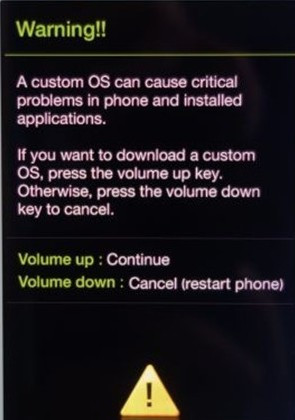 Warning!!
A custom OS can cause critical
problems in phone and installed
applications.
If you want to download a custom
OS, press the volume up key.
Otherwise, press the volume down
key to cancel.
Volume up : Continue
Volume down : Cancel (restart phone)
!